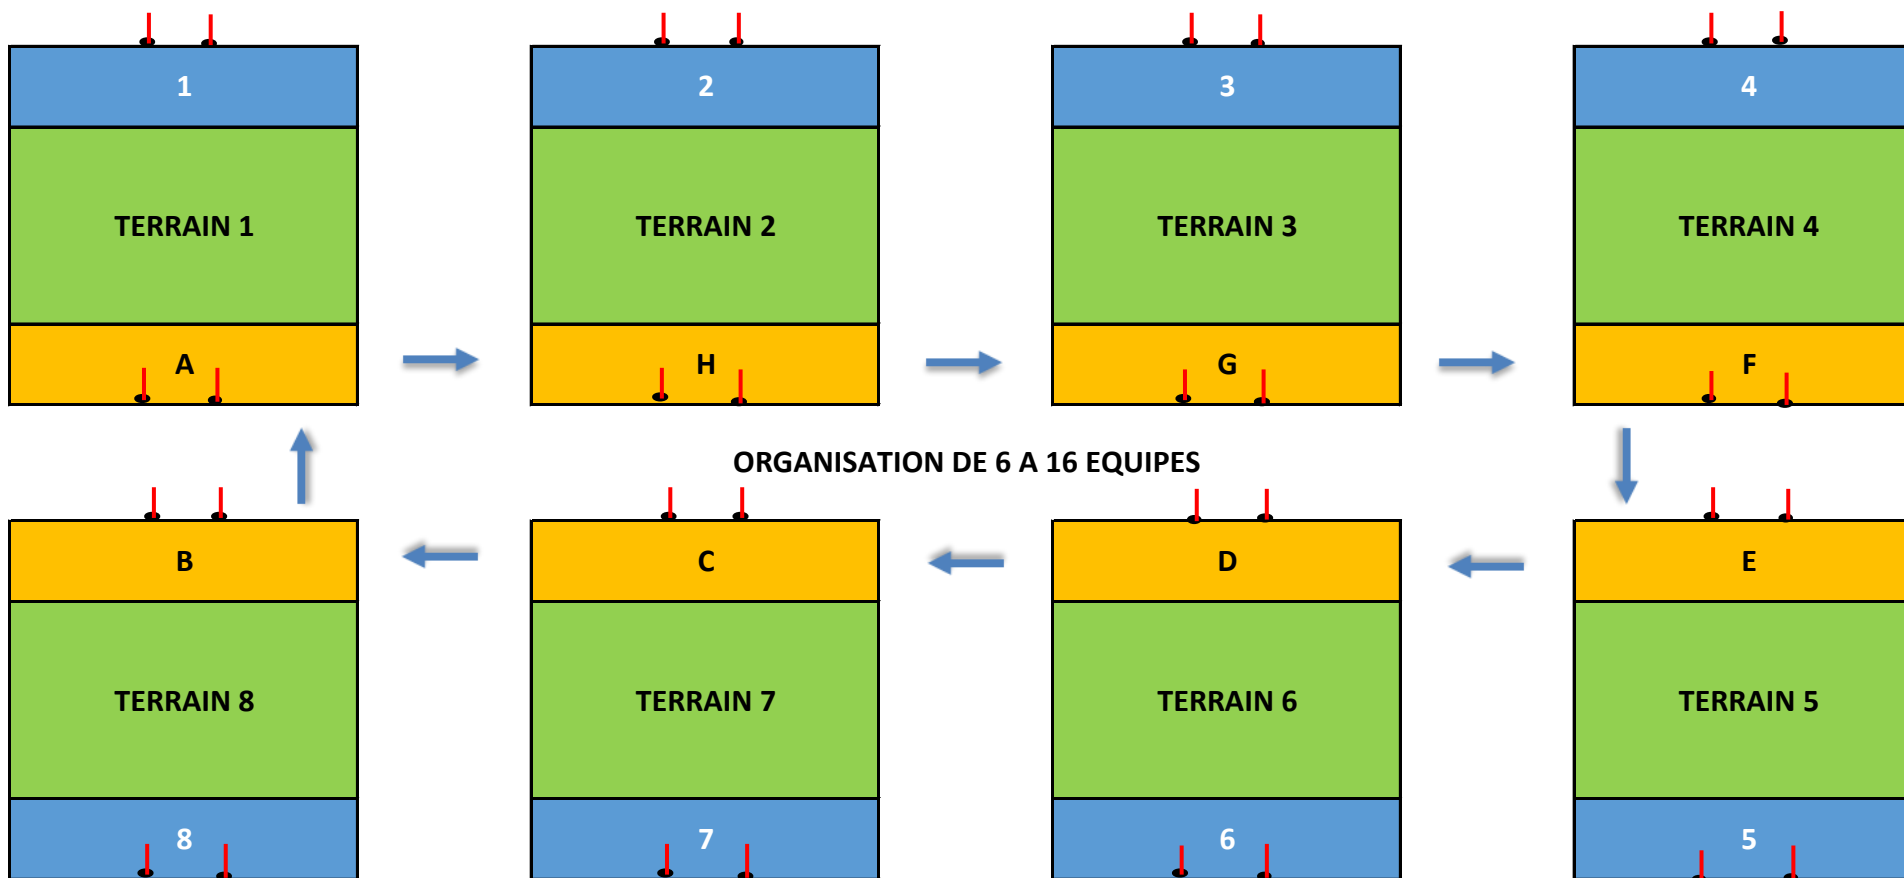 1 2 3 4
TERRAIN 1 TERRAIN 2 TERRAIN 3 TERRAIN 4
A H G F
ORGANISATION DE 6 A 16 EQUIPES
B C D E
TERRAIN 8 TERRAIN 7 TERRAIN 6 TERRAIN 5
8 7 6 5